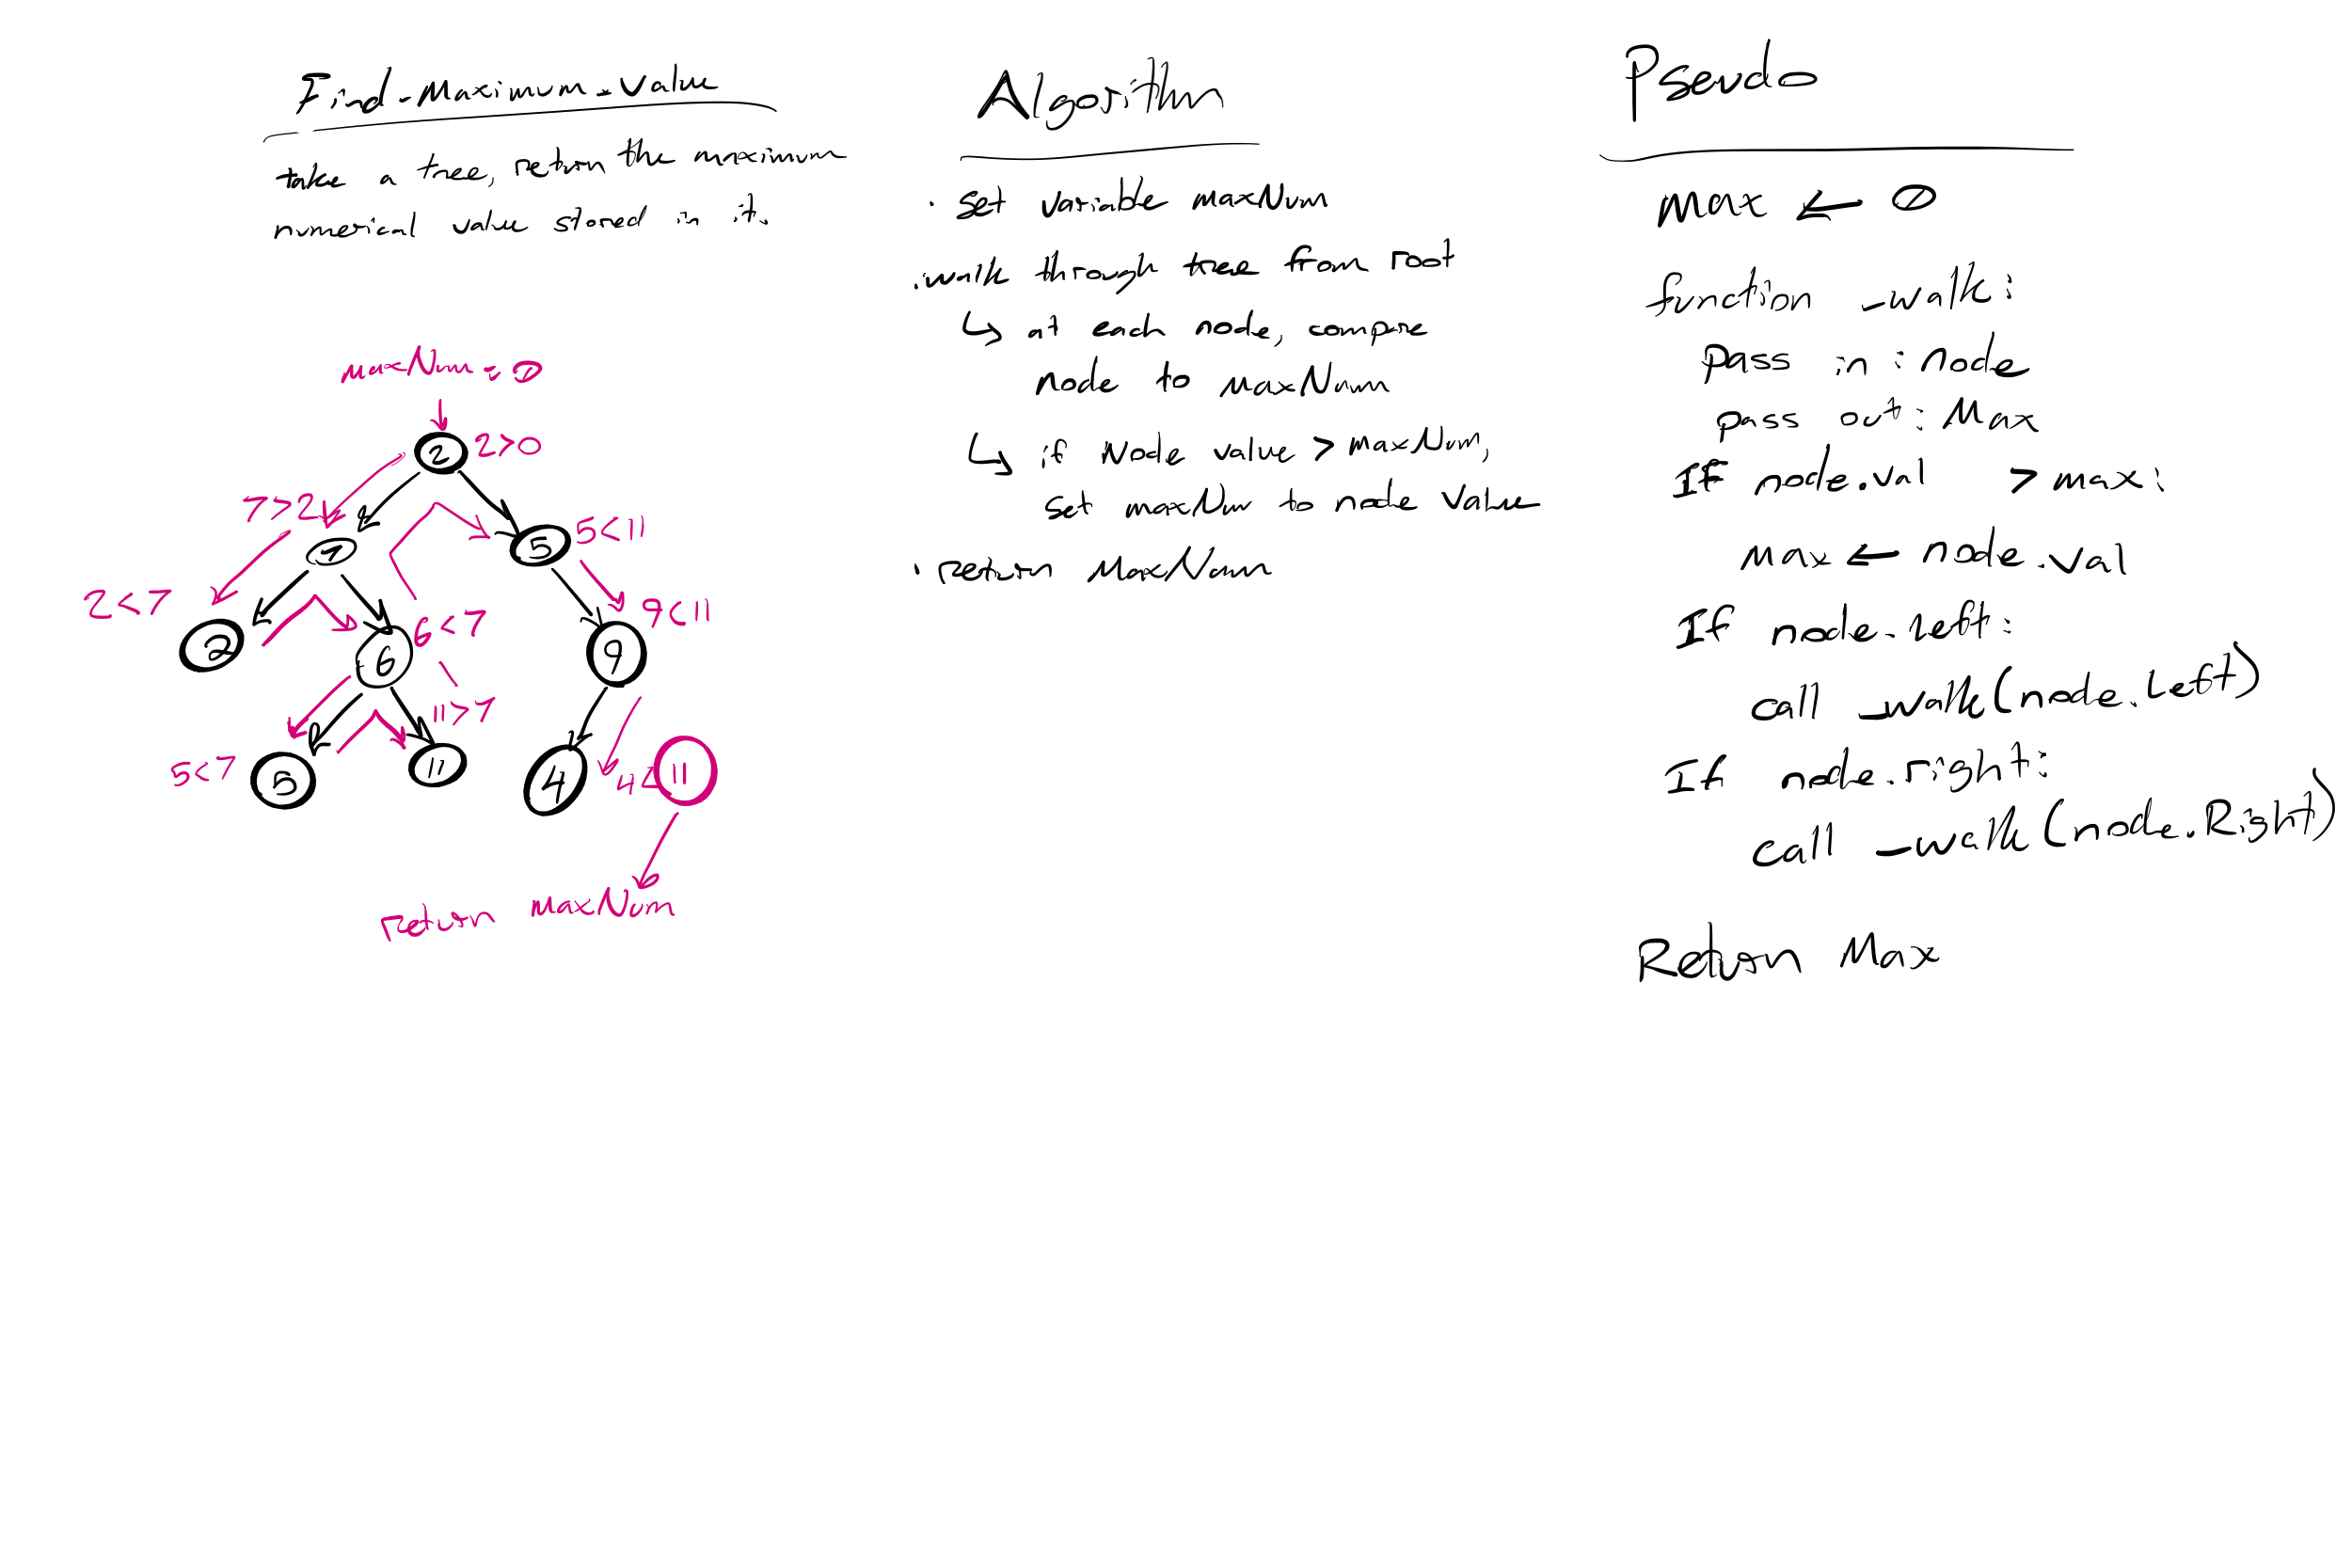 Find_Maximum_Value
take a tree, return the maximum
numerical value stored in it.
maxNum = 0
2 2>0
7>2
7
5 5<11
2<7
2
6 6<7
9 9<11
11>7
5<7
5
11
4
4< 11
return maxNum
Algorithm
· set variable maxNum
· walk through tree from root
↳ at each node, compare
node to maxNum
↳ if Node value > maxNum,
set maxNum to node value
· return MaxNum
Pseudo
max ← 0
function _walk:
pass in : node
pass out : Max
If node.val > max:
max ← node.val
If node.left:
call _walk(node.Left)
If node.right:
call _walk(node.Right)
Return Max